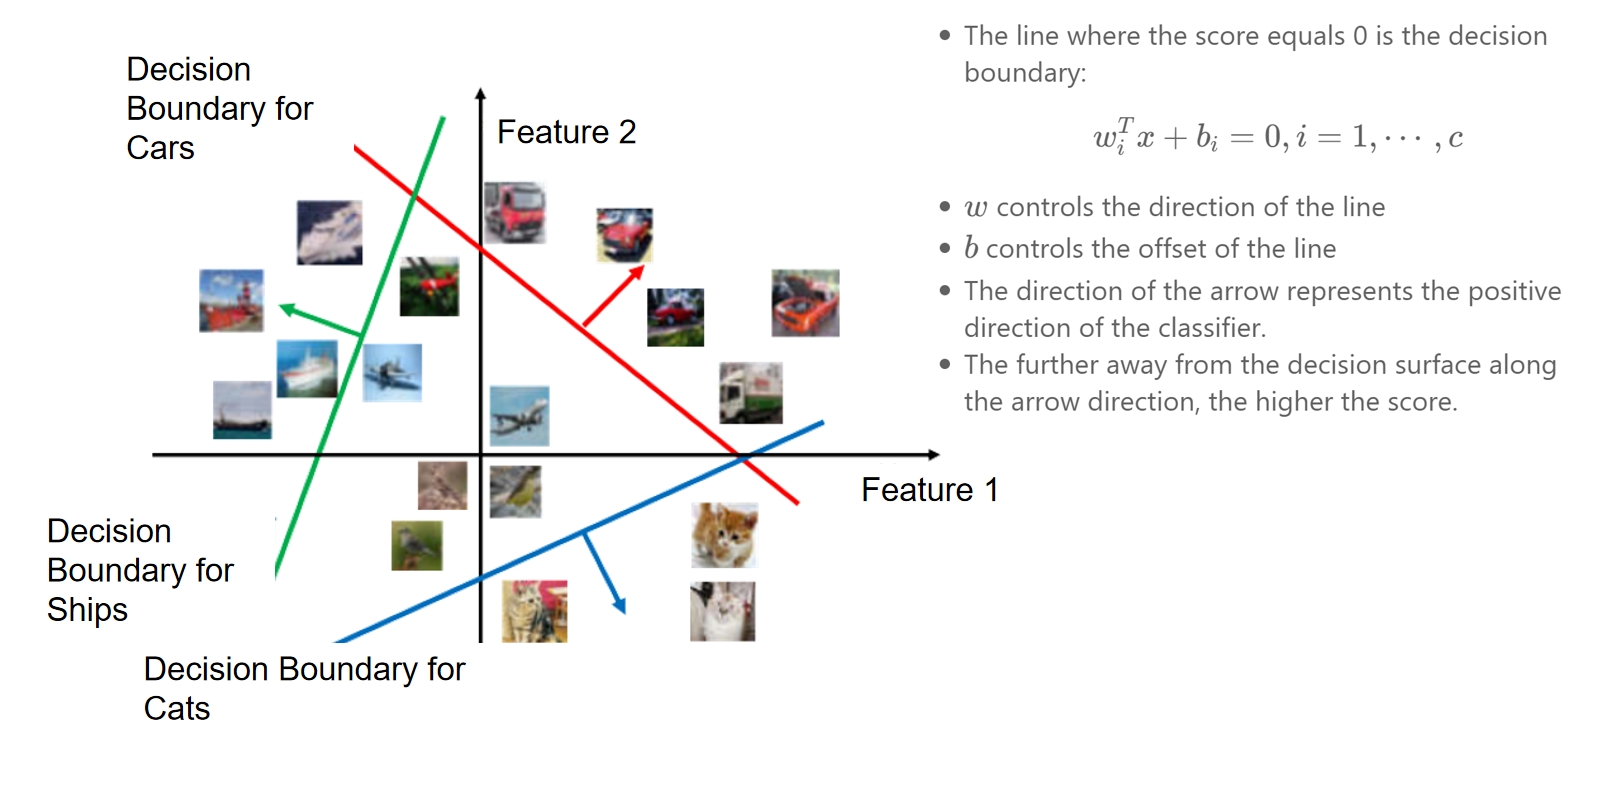 Decision
Boundary for
Cars
Feature 2
Feature 1
Decision
Boundary for
Ships
Decision Boundary for
Cats
• The line where the score equals 0 is the decision
boundary:
$w_i^T x + b_i = 0, i = 1, \cdots, c$
• $w$ controls the direction of the line
• $b$ controls the offset of the line
• The direction of the arrow represents the positive
direction of the classifier.
• The further away from the decision surface along
the arrow direction, the higher the score.